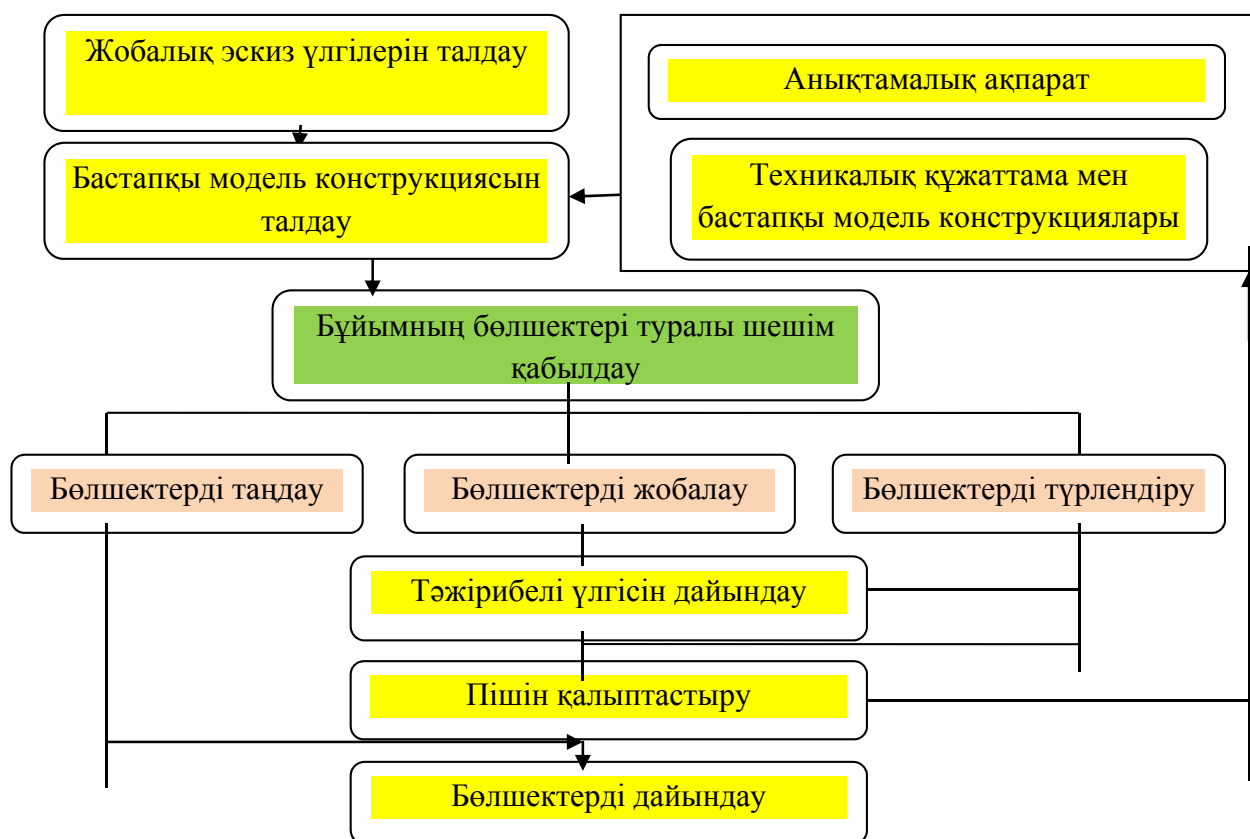 Жобалық эскиз үлгілерін талдау
Анықтамалық ақпарат
Бастапқы модель конструкциясын
талдау
Техникалық құжаттама мен
бастапқы модель конструкциялары
Бұйымның бөлшектері туралы шешім
қабылдау
Бөлшектерді таңдау
Бөлшектерді жобалау
Бөлшектерді түрлендіру
Тәжірибелі үлгісін дайындау
Пішін қалыптастыру
Бөлшектерді дайындау